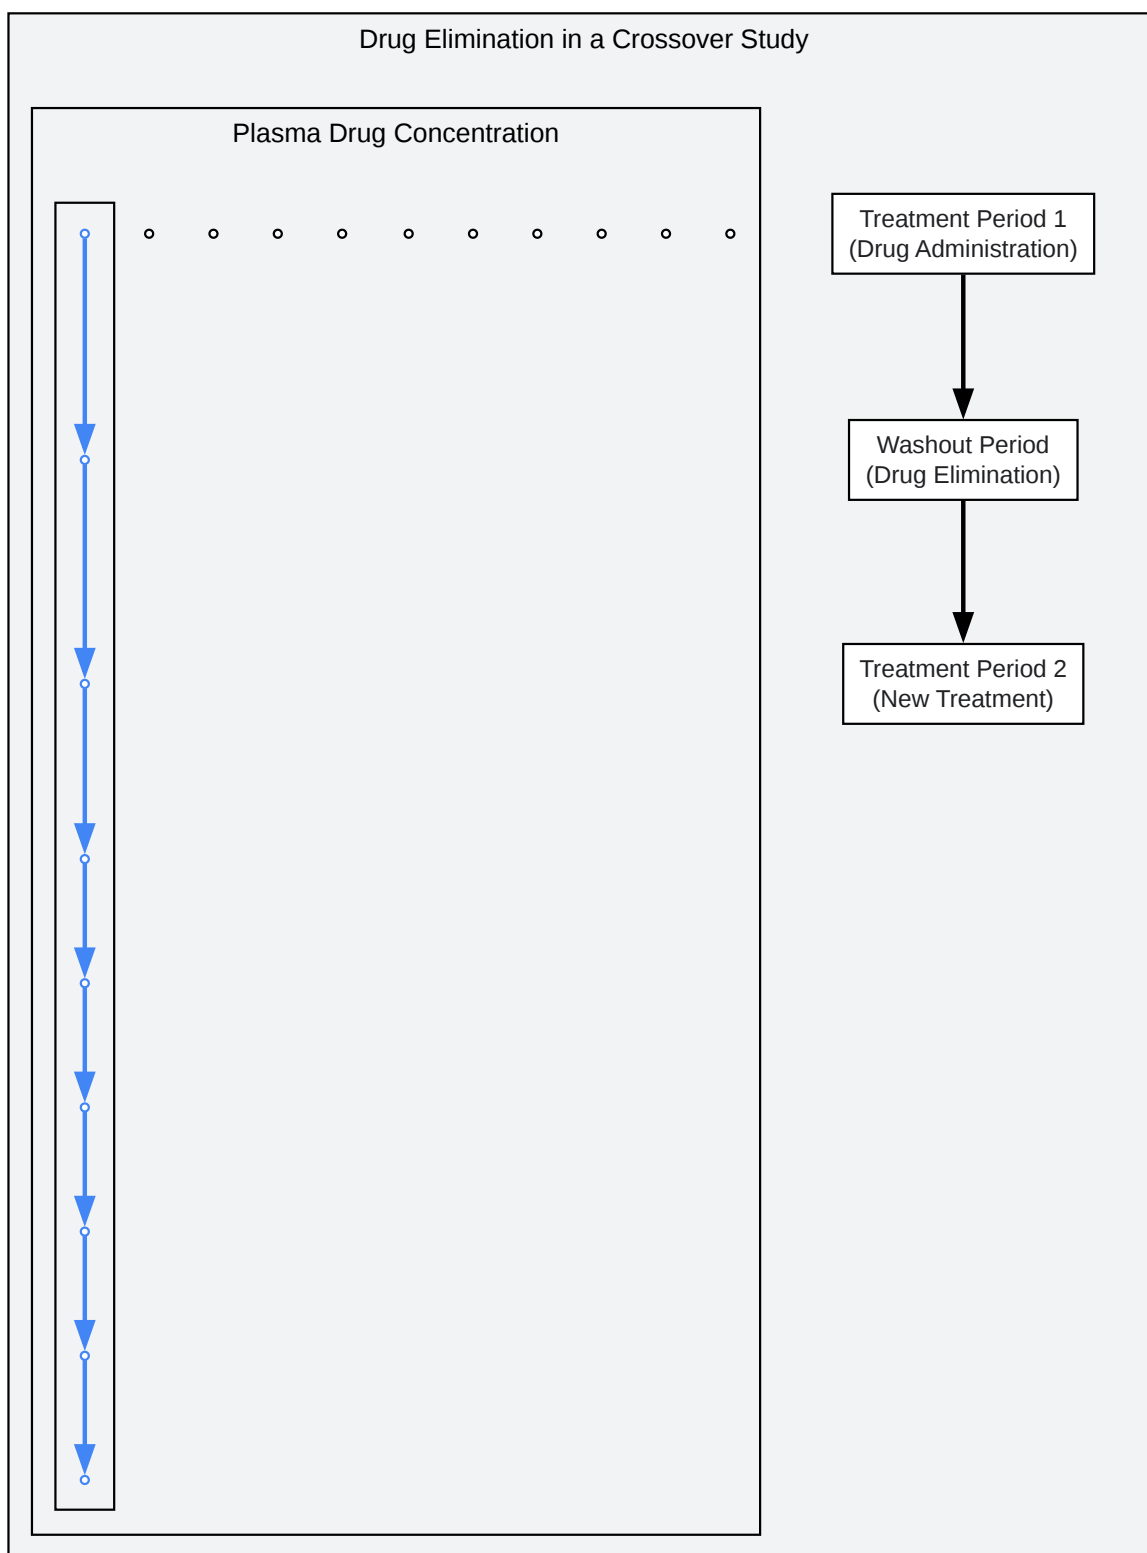 Drug Elimination in a Crossover Study
Plasma Drug Concentration
Treatment Period 1
(Drug Administration)
Washout Period
(Drug Elimination)
Treatment Period 2
(New Treatment)